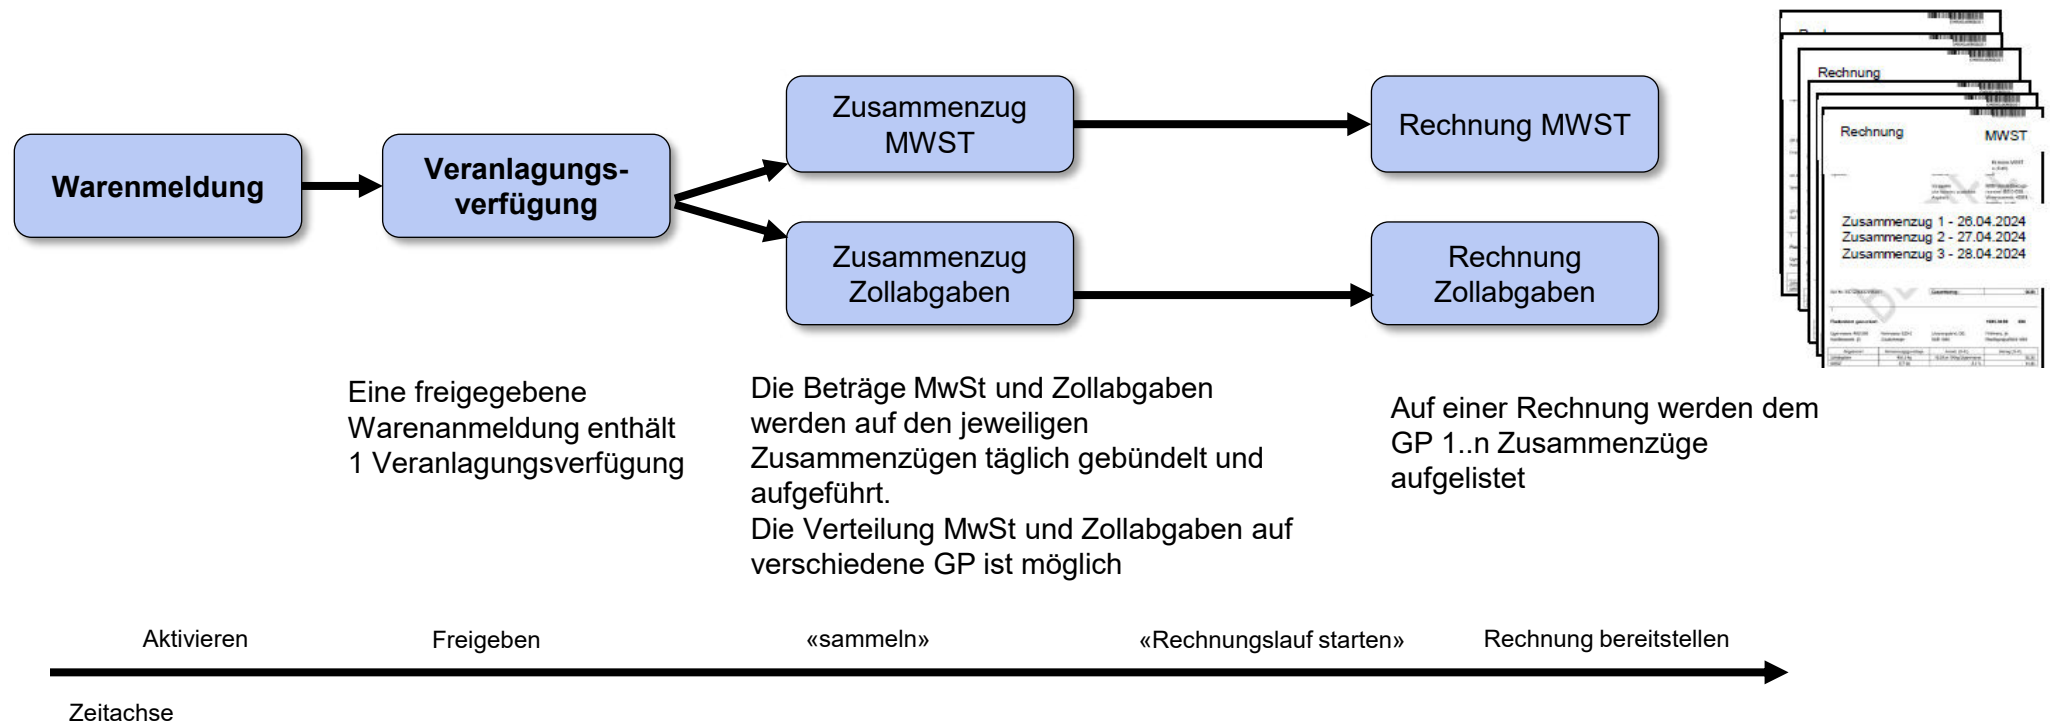 Warenmeldung
Veranlagungs-
verfügung
Zusammenzug
MWST
Zusammenzug
Zollabgaben
Rechnung MWST
Rechnung
Zollabgaben
Rechnung
Rechnung
MWST
Zusammenzug 1 - 26.04.2024
Zusammenzug 2 - 27.04.2024
Zusammenzug 3 - 28.04.2024
Eine freigegebene
Warenanmeldung enthält
1 Veranlagungsverfügung
Die Beträge MwSt und Zollabgaben
werden auf den jeweiligen
Zusammenzügen täglich gebündelt und
aufgeführt.
Die Verteilung MwSt und Zollabgaben auf
verschiedene GP ist möglich
Auf einer Rechnung werden dem
GP 1..n Zusammenzüge
aufgelistet
Aktivieren
Freigeben
«sammeln»
«Rechnungslauf starten»
Rechnung bereitstellen
Zeitachse